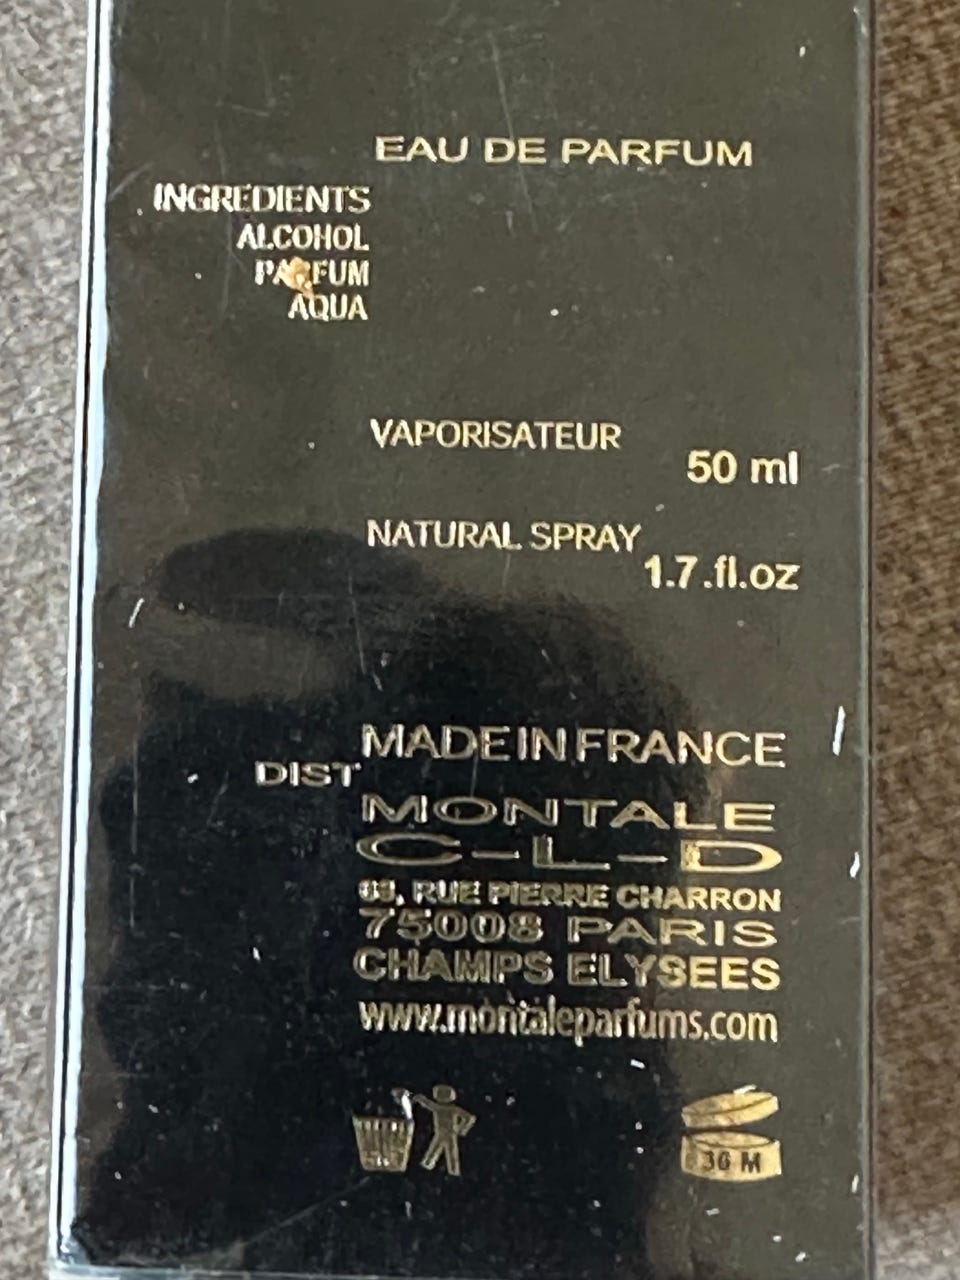 EAU DE PARFUM
INGREDIENTS
ALCOHOL
PARFUM
AQUA
VAPORISATEUR
50 ml
NATURAL SPRAY
1.7.fl.oz
MADE IN FRANCE
DIST
MONTALE
C-L-D
RUE PIERRE CHARRON
75008 PARIS
CHAMPS ELYSEES
www.montaleparfums.com
36 M